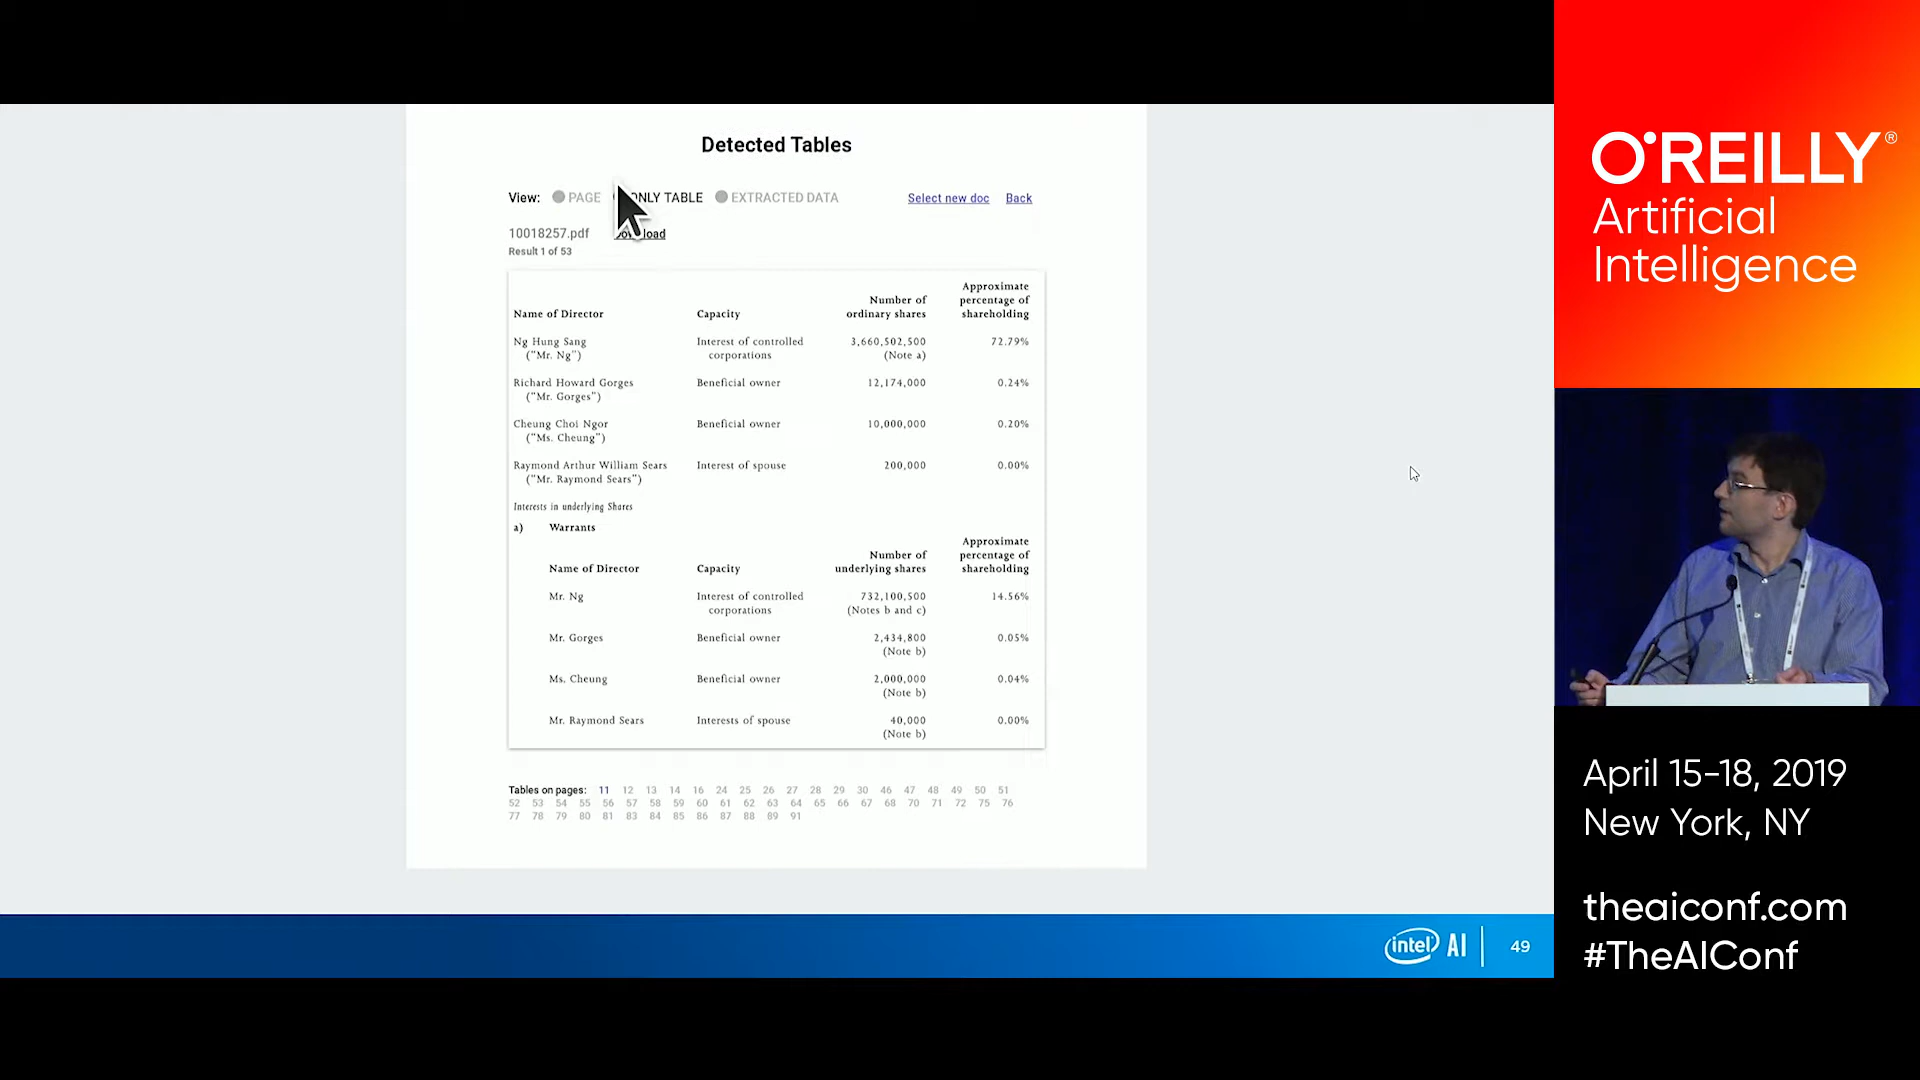 Detected Tables
View: PAGE ONLY TABLE EXTRACTED DATA Select new doc Back
10018257.pdf
Result 1 of 53
Name of Director Capacity Number of ordinary shares Approximate percentage of shareholding
Ng Hung Sang Interest of controlled 3,660,502,500 72.79%
("Mr. Ng") corporations (Note a)
Richard Howard Gorges Beneficial owner 12,174,000 0.24%
("Mr. Gorges")
Cheung Choi Ngor Beneficial owner 10,000,000 0.20%
("Ms. Cheung")
Raymond Arthur William Sears Interest of spouse 200,000 0.00%
("Mr. Raymond Sears")
Interests in underlying Shares
a) Warrants
Name of Director Capacity Number of underlying shares Approximate percentage of shareholding
Mr. Ng Interest of controlled 732,100,500 14.56%
corporations (Notes b and c)
Mr. Gorges Beneficial owner 2,434,800 0.05%
(Note b)
Ms. Cheung Beneficial owner 2,000,000 0.04%
(Note b)
Mr. Raymond Sears Interests of spouse 40,000 0.00%
(Note b)
Tables on pages: 11 12 13 14 16 24 25 26 27 28 29 30 46 47 48 49 50 51
52 53 54 55 56 57 58 59 60 61 62 63 64 65 66 67 68 70 71 72 75 76
77 78 79 80 81 83 84 85 86 87 88 89 91
intel AI 49
O'REILLY®
Artificial
Intelligence
April 15-18, 2019
New York, NY
theaiconf.com
#TheAIConf